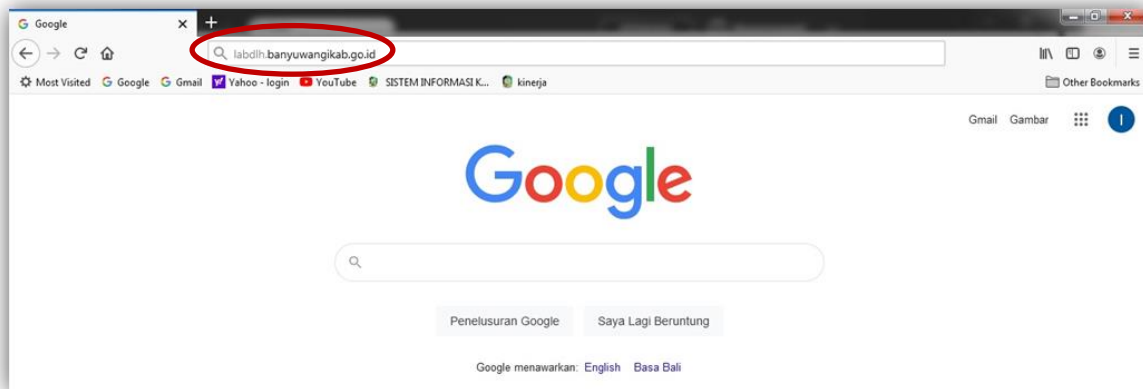 Google
labdlh.banyuwangikab.go.id
Most Visited Google Gmail Yahoo - login YouTube SISTEM INFORMASI K... kinerja Other Bookmarks
Gmail Gambar I
Google
Penelusuran Google Saya Lagi Beruntung
Google menawarkan: English Basa Bali